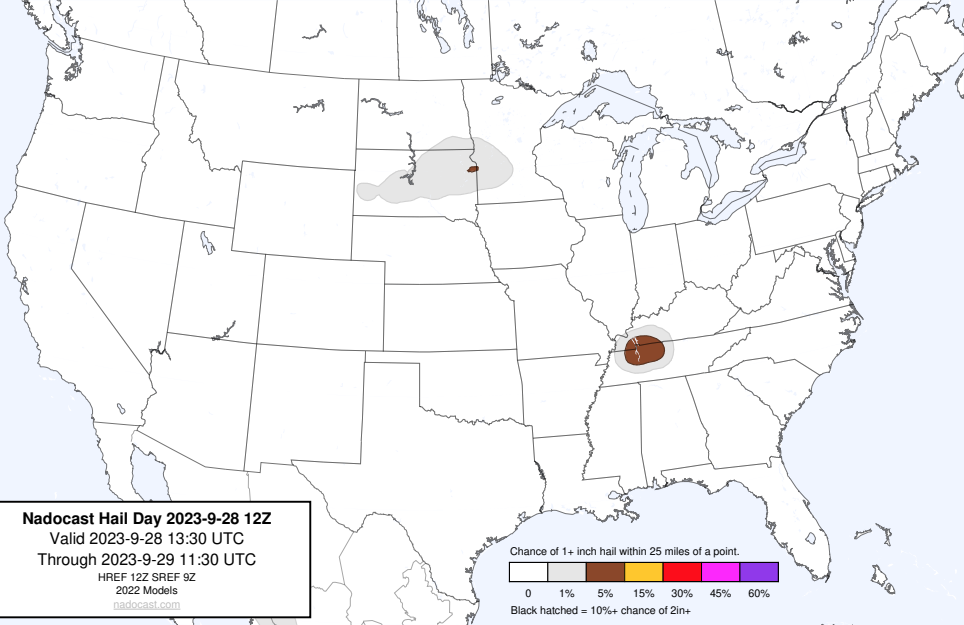 Nadocast Hail Day 2023-9-28 12Z
Valid 2023-9-28 13:30 UTC
Through 2023-9-29 11:30 UTC
HREF 12Z SREF 9Z
2022 Models
nadocast.com
Chance of 1+ inch hail within 25 miles of a point.
0 1% 5% 15% 30% 45% 60%
Black hatched = 10%+ chance of 2in+